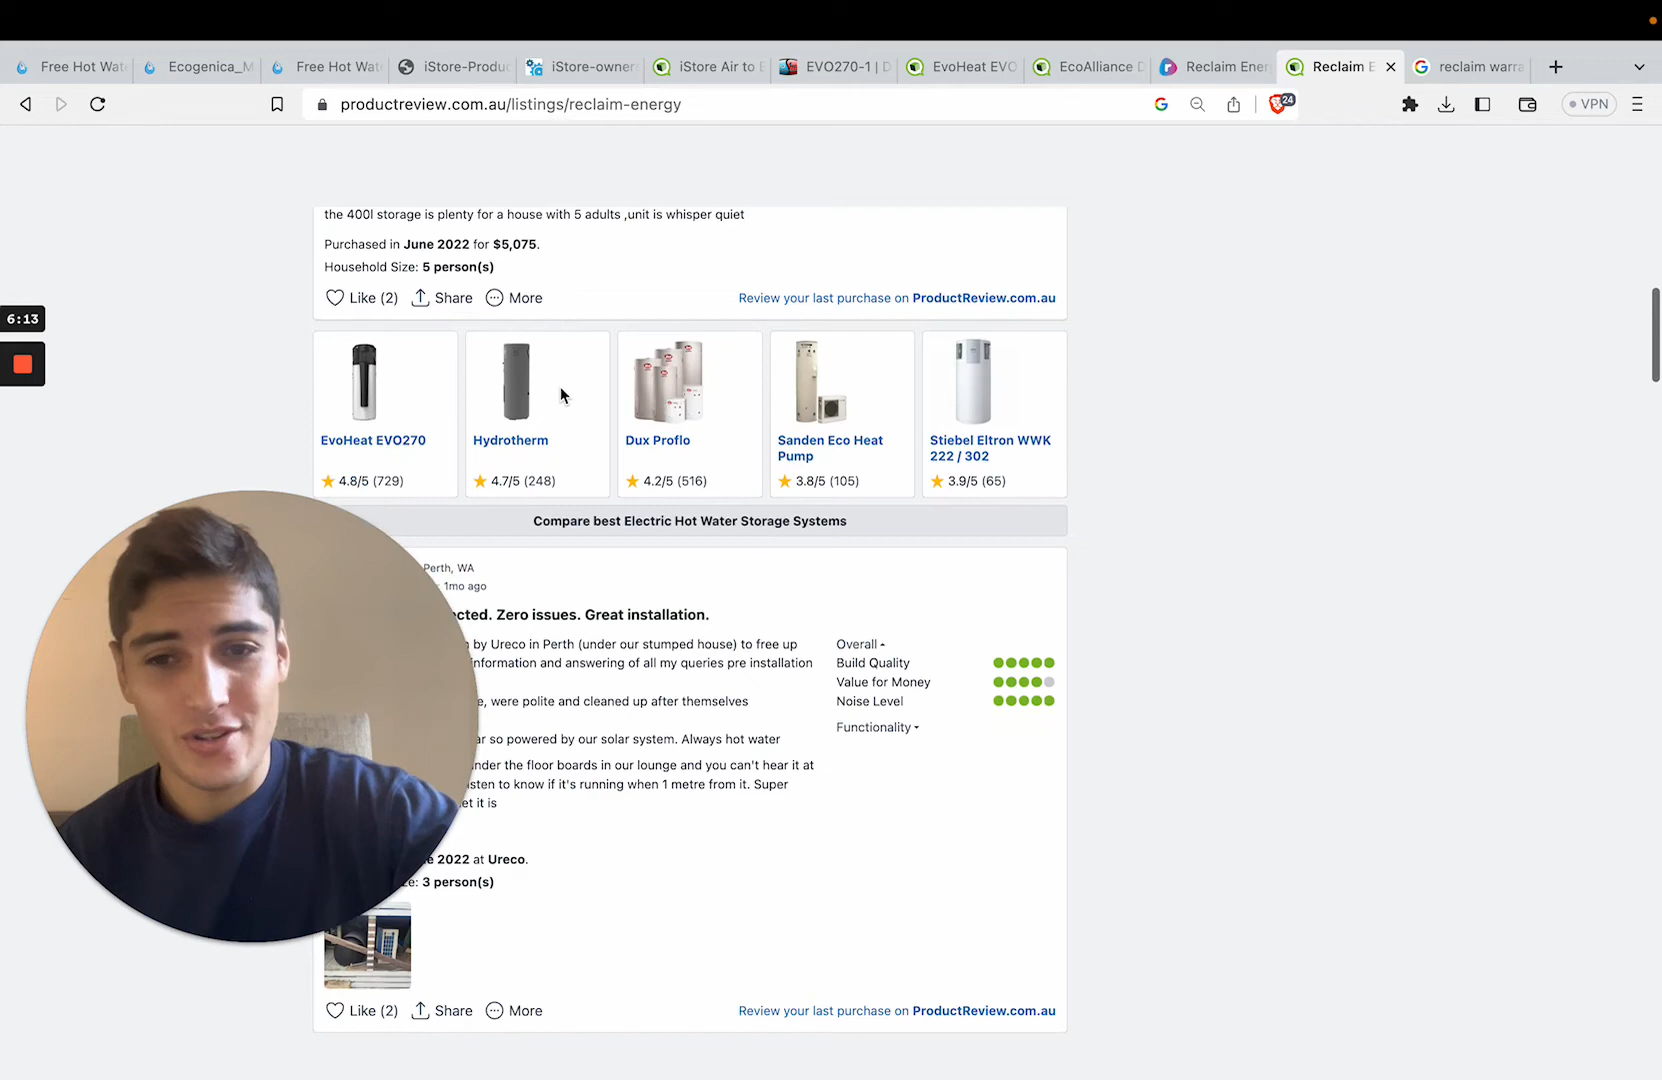 Free Hot Wat
Ecogenica_M
Free Hot Wat
iStore-Produc
iStore-owner
iStore Air to E
EVO270-1 | D
EvoHeat EVO
EcoAlliance D
Reclaim Ener
Reclaim E
reclaim warra
productreview.com.au/listings/reclaim-energy
24
VPN
the 400l storage is plenty for a house with 5 adults ,unit is whisper quiet
Purchased in June 2022 for $5,075.
Household Size: 5 person(s)
Like (2) Share More
Review your last purchase on ProductReview.com.au
6:13
EvoHeat EVO270
4.8/5 (729)
Hydrotherm
4.7/5 (248)
Dux Proflo
4.2/5 (516)
Sanden Eco Heat
Pump
3.8/5 (105)
Stiebel Eltron WWK
222 / 302
3.9/5 (65)
Compare best Electric Hot Water Storage Systems
Perth, WA
1mo ago
cted. Zero issues. Great installation.
by Ureco in Perth (under our stumped house) to free up
nformation and answering of all my queries pre installation
e, were polite and cleaned up after themselves
ar so powered by our solar system. Always hot water
nder the floor boards in our lounge and you can't hear it at
sten to know if it's running when 1 metre from it. Super
et it is
Overall
Build Quality
Value for Money
Noise Level
Functionality
e 2022 at Ureco.
e: 3 person(s)
Like (2) Share More
Review your last purchase on ProductReview.com.au